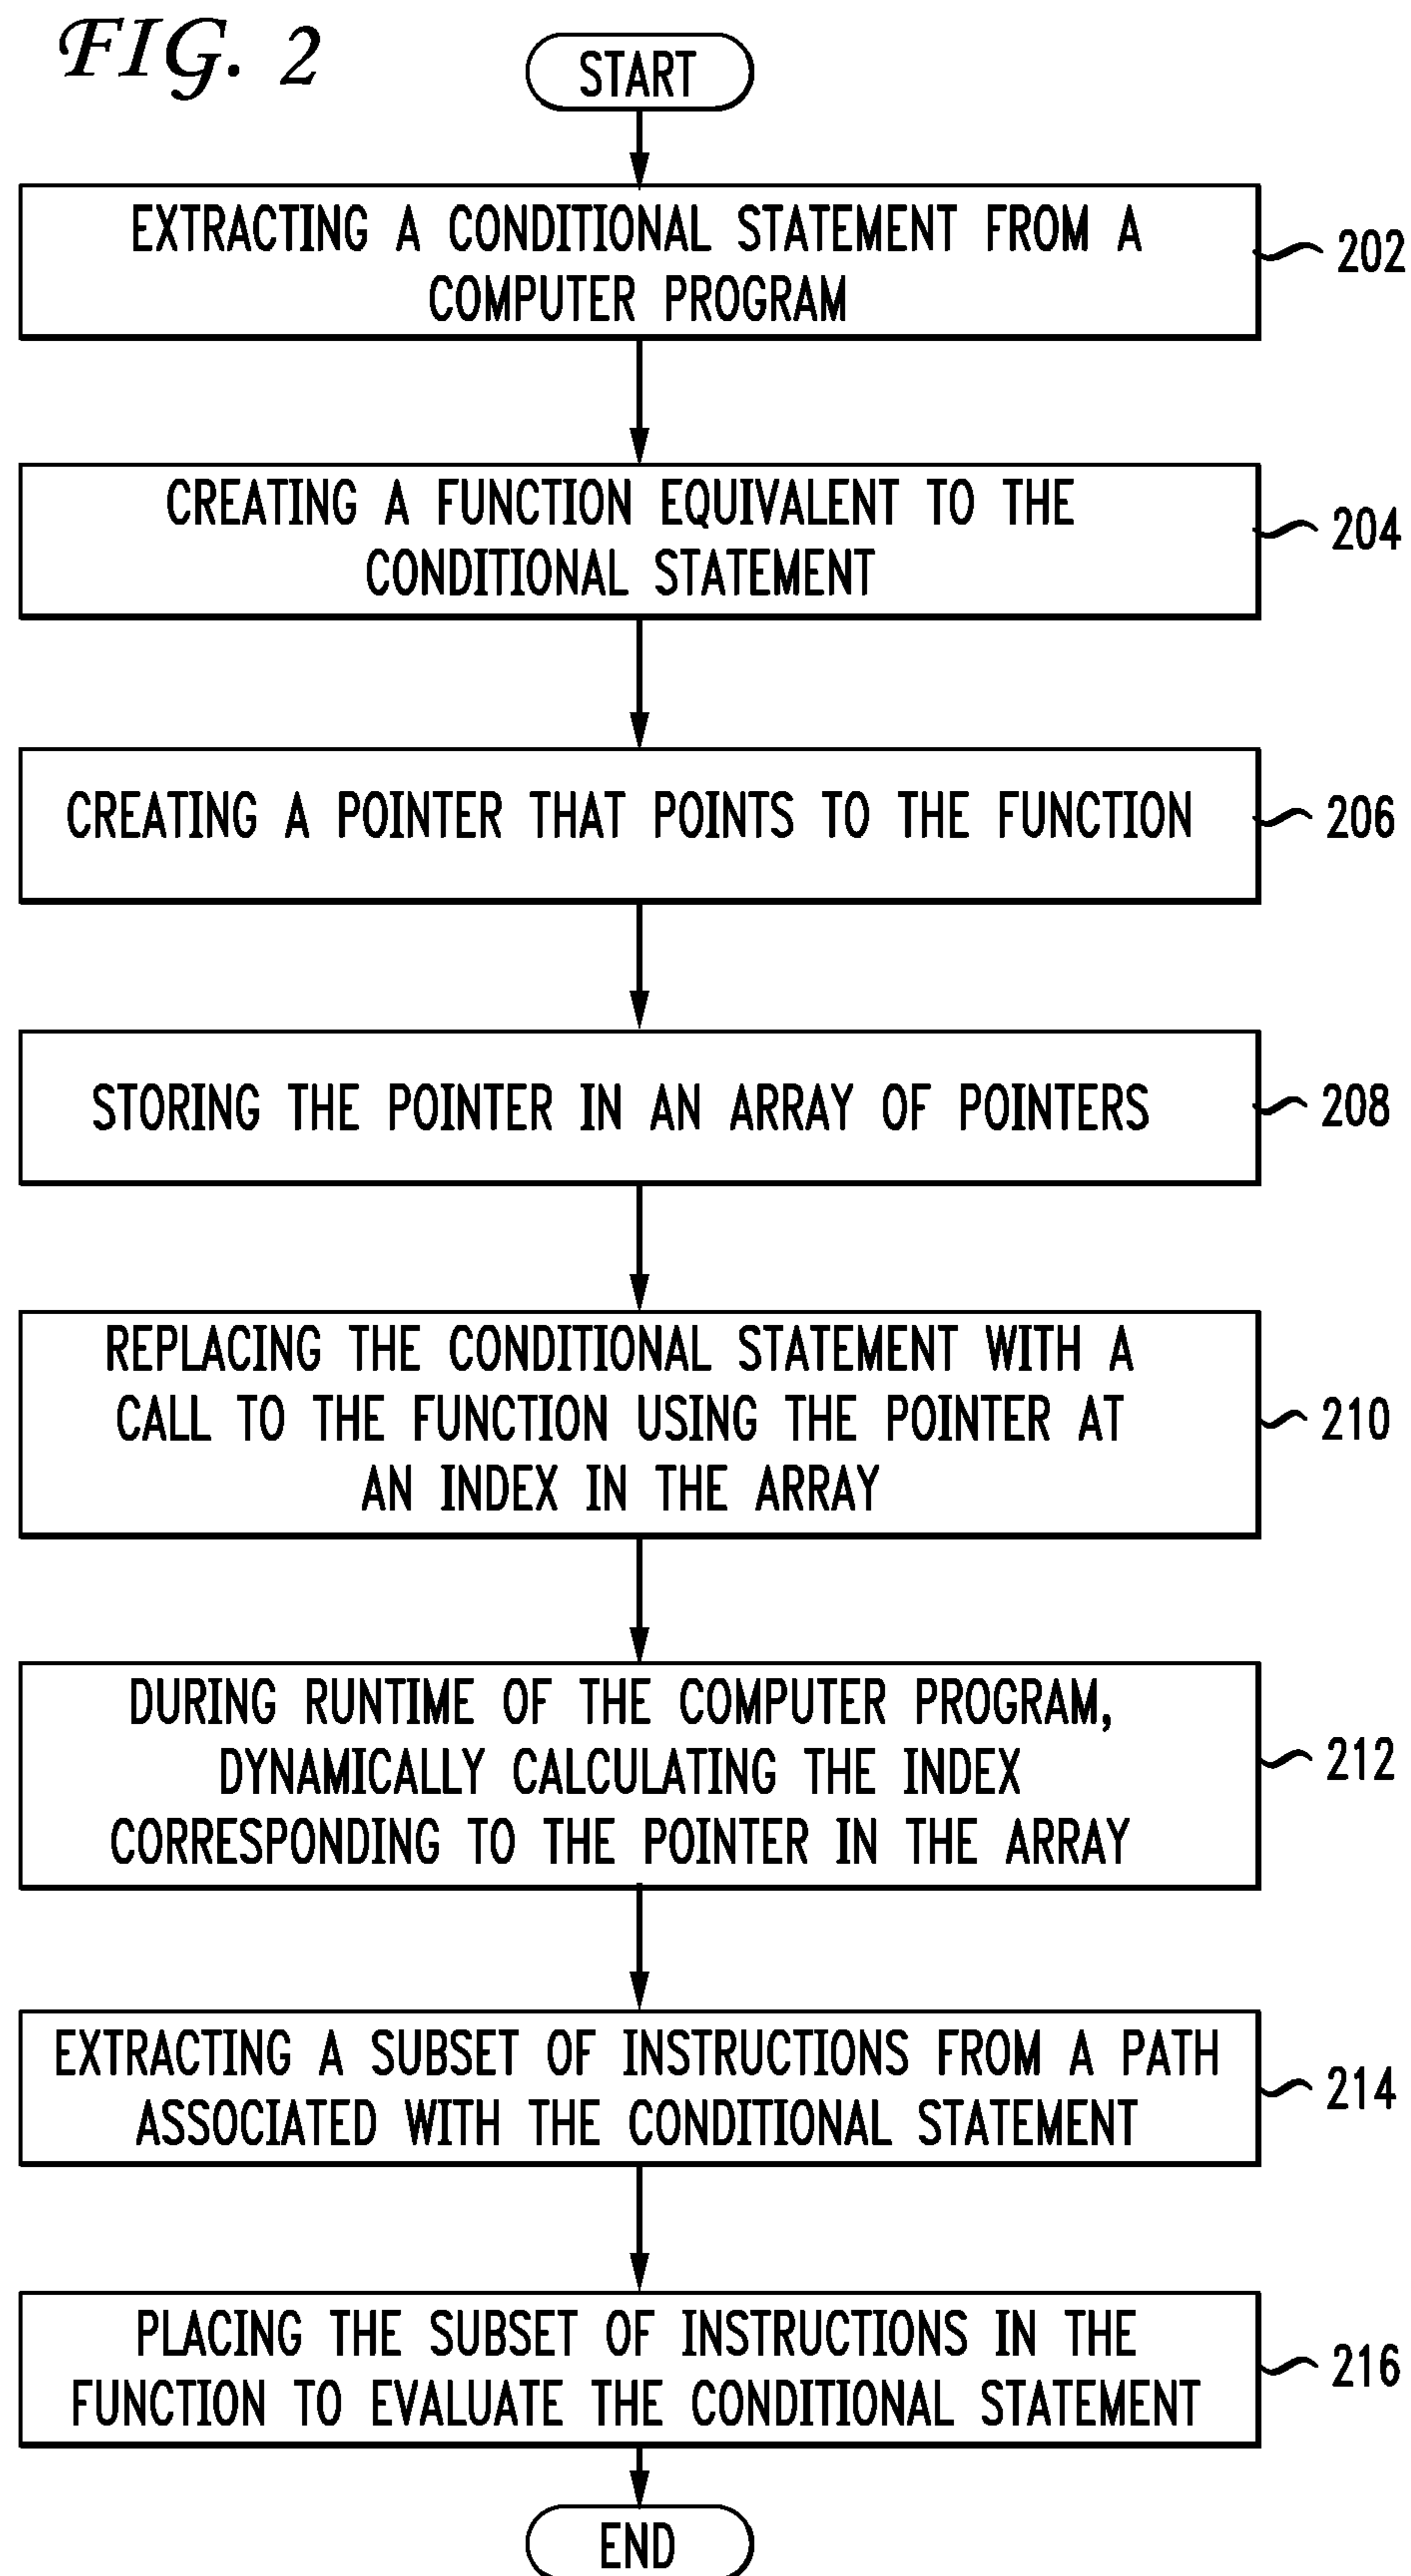 FIG. 2
START
EXTRACTING A CONDITIONAL STATEMENT FROM A
COMPUTER PROGRAM
202
CREATING A FUNCTION EQUIVALENT TO THE
CONDITIONAL STATEMENT
204
CREATING A POINTER THAT POINTS TO THE FUNCTION
206
STORING THE POINTER IN AN ARRAY OF POINTERS
208
REPLACING THE CONDITIONAL STATEMENT WITH A
CALL TO THE FUNCTION USING THE POINTER AT
AN INDEX IN THE ARRAY
210
DURING RUNTIME OF THE COMPUTER PROGRAM,
DYNAMICALLY CALCULATING THE INDEX
CORRESPONDING TO THE POINTER IN THE ARRAY
212
EXTRACTING A SUBSET OF INSTRUCTIONS FROM A PATH
ASSOCIATED WITH THE CONDITIONAL STATEMENT
214
PLACING THE SUBSET OF INSTRUCTIONS IN THE
FUNCTION TO EVALUATE THE CONDITIONAL STATEMENT
216
END